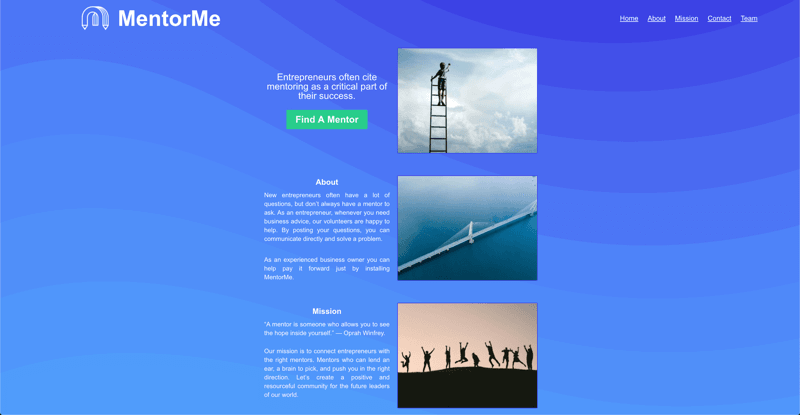 MentorMe
Home About Mission Contact Team
Entrepreneurs often cite
mentoring as a critical part of
their success.
Find A Mentor
About
New entrepreneurs often have a lot of
questions, but don't always have a mentor to
ask. As an entrepreneur, whenever you need
business advice, our volunteers are happy to
help. By posting your questions, you can
communicate directly and solve a problem.
As an experienced business owner you can
help pay it forward just by installing
MentorMe.
Mission
"A mentor is someone who allows you to see
the hope inside yourself." — Oprah Winfrey.
Our mission is to connect entrepreneurs with
the right mentors. Mentors who can lend an
ear, a brain to pick, and push you in the right
direction. Let's create a positive and
resourceful community for the future leaders
of our world.